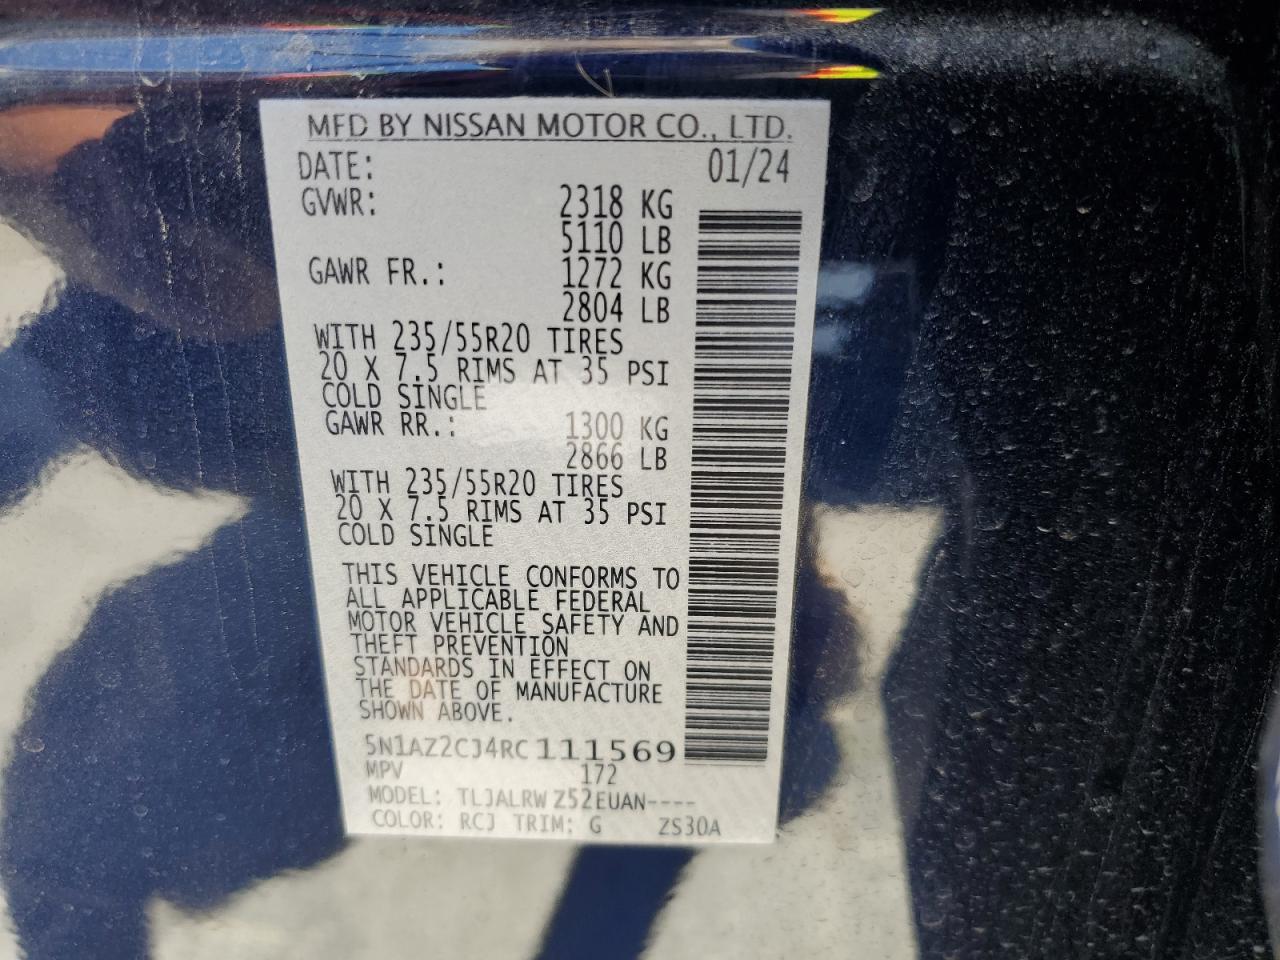 MFD BY NISSAN MOTOR CO., LTD.
DATE: 01/24
GVWR: 2318 KG
5110 LB
GAWR FR.: 1272 KG
2804 LB
WITH 235/55R20 TIRES
20 X 7.5 RIMS AT 35 PSI
COLD SINGLE
GAWR RR.: 1300 KG
2866 LB
WITH 235/55R20 TIRES
20 X 7.5 RIMS AT 35 PSI
COLD SINGLE
THIS VEHICLE CONFORMS TO
ALL APPLICABLE FEDERAL
MOTOR VEHICLE SAFETY AND
THEFT PREVENTION
STANDARDS IN EFFECT ON
THE DATE OF MANUFACTURE
SHOWN ABOVE.
5N1AZ2CJ4RC111569
MPV 172
MODEL: TLJALRW Z52EUAN----
COLOR: RCJ TRIM: G ZS30A